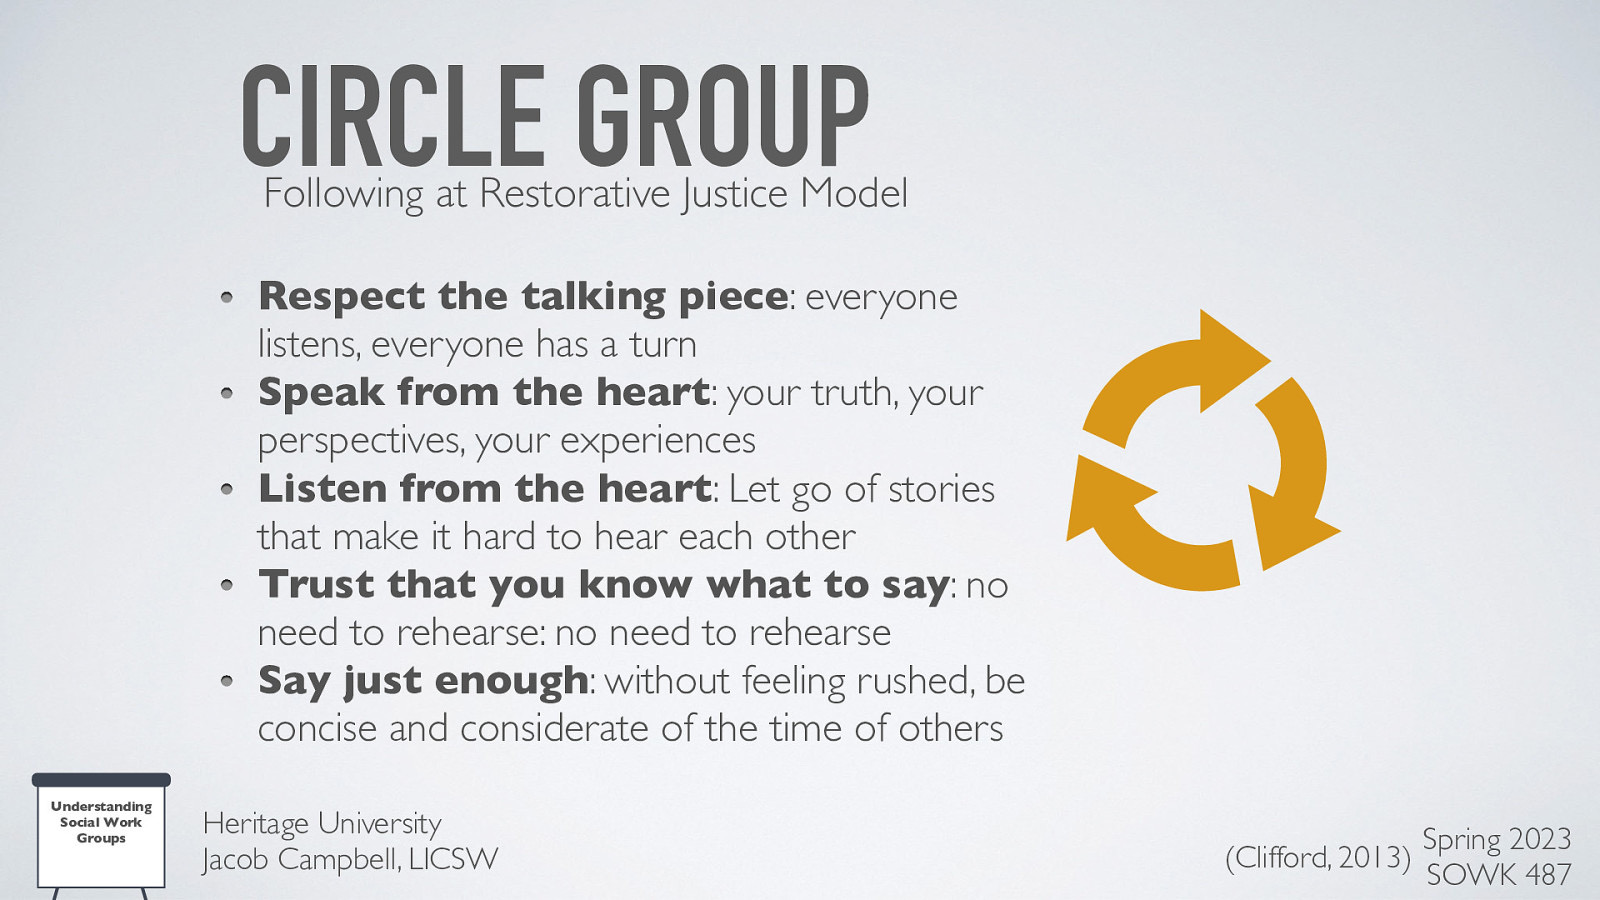 CIRCLE GROUP
Following at Restorative Justice Model
• Respect the talking piece: everyone
listens, everyone has a turn
• Speak from the heart: your truth, your
perspectives, your experiences
• Listen from the heart: Let go of stories
that make it hard to hear each other
• Trust that you know what to say: no
need to rehearse: no need to rehearse
• Say just enough: without feeling rushed, be
concise and considerate of the time of others
Understanding
Social Work
Groups
Heritage University
Jacob Campbell, LICSW
(Clifford, 2013)
Spring 2023
SOWK 487